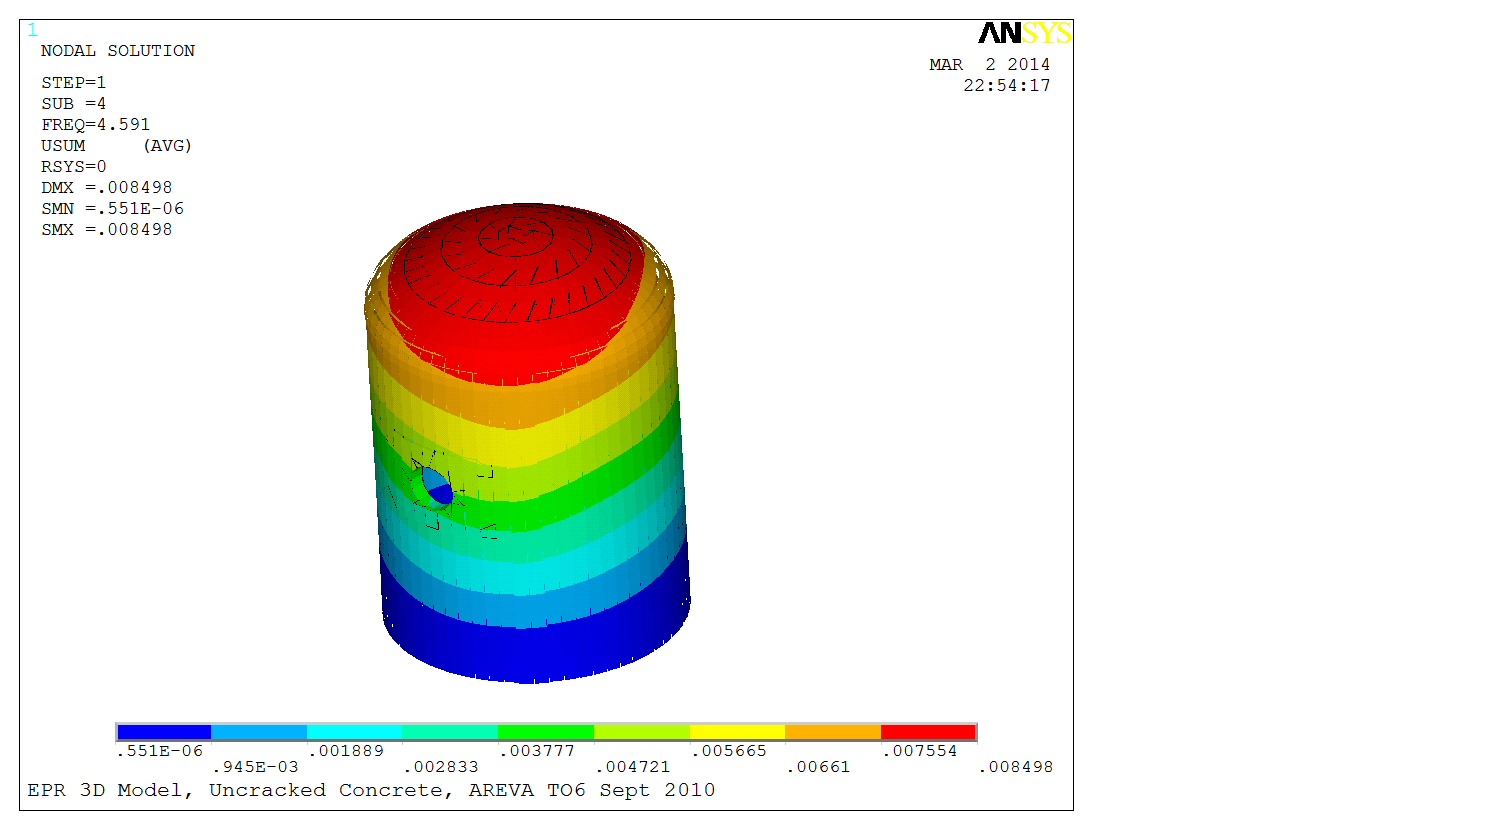 1
ANSYS
NODAL SOLUTION
MAR  2 2014
22:54:17
STEP=1
SUB =4
FREQ=4.591
USUM     (AVG)
RSYS=0
DMX =.008498
SMN =.551E-06
SMX =.008498
.551E-06 .001889 .003777 .005665 .007554
.945E-03 .002833 .004721 .00661 .008498
EPR 3D Model, Uncracked Concrete, AREVA TO6 Sept 2010